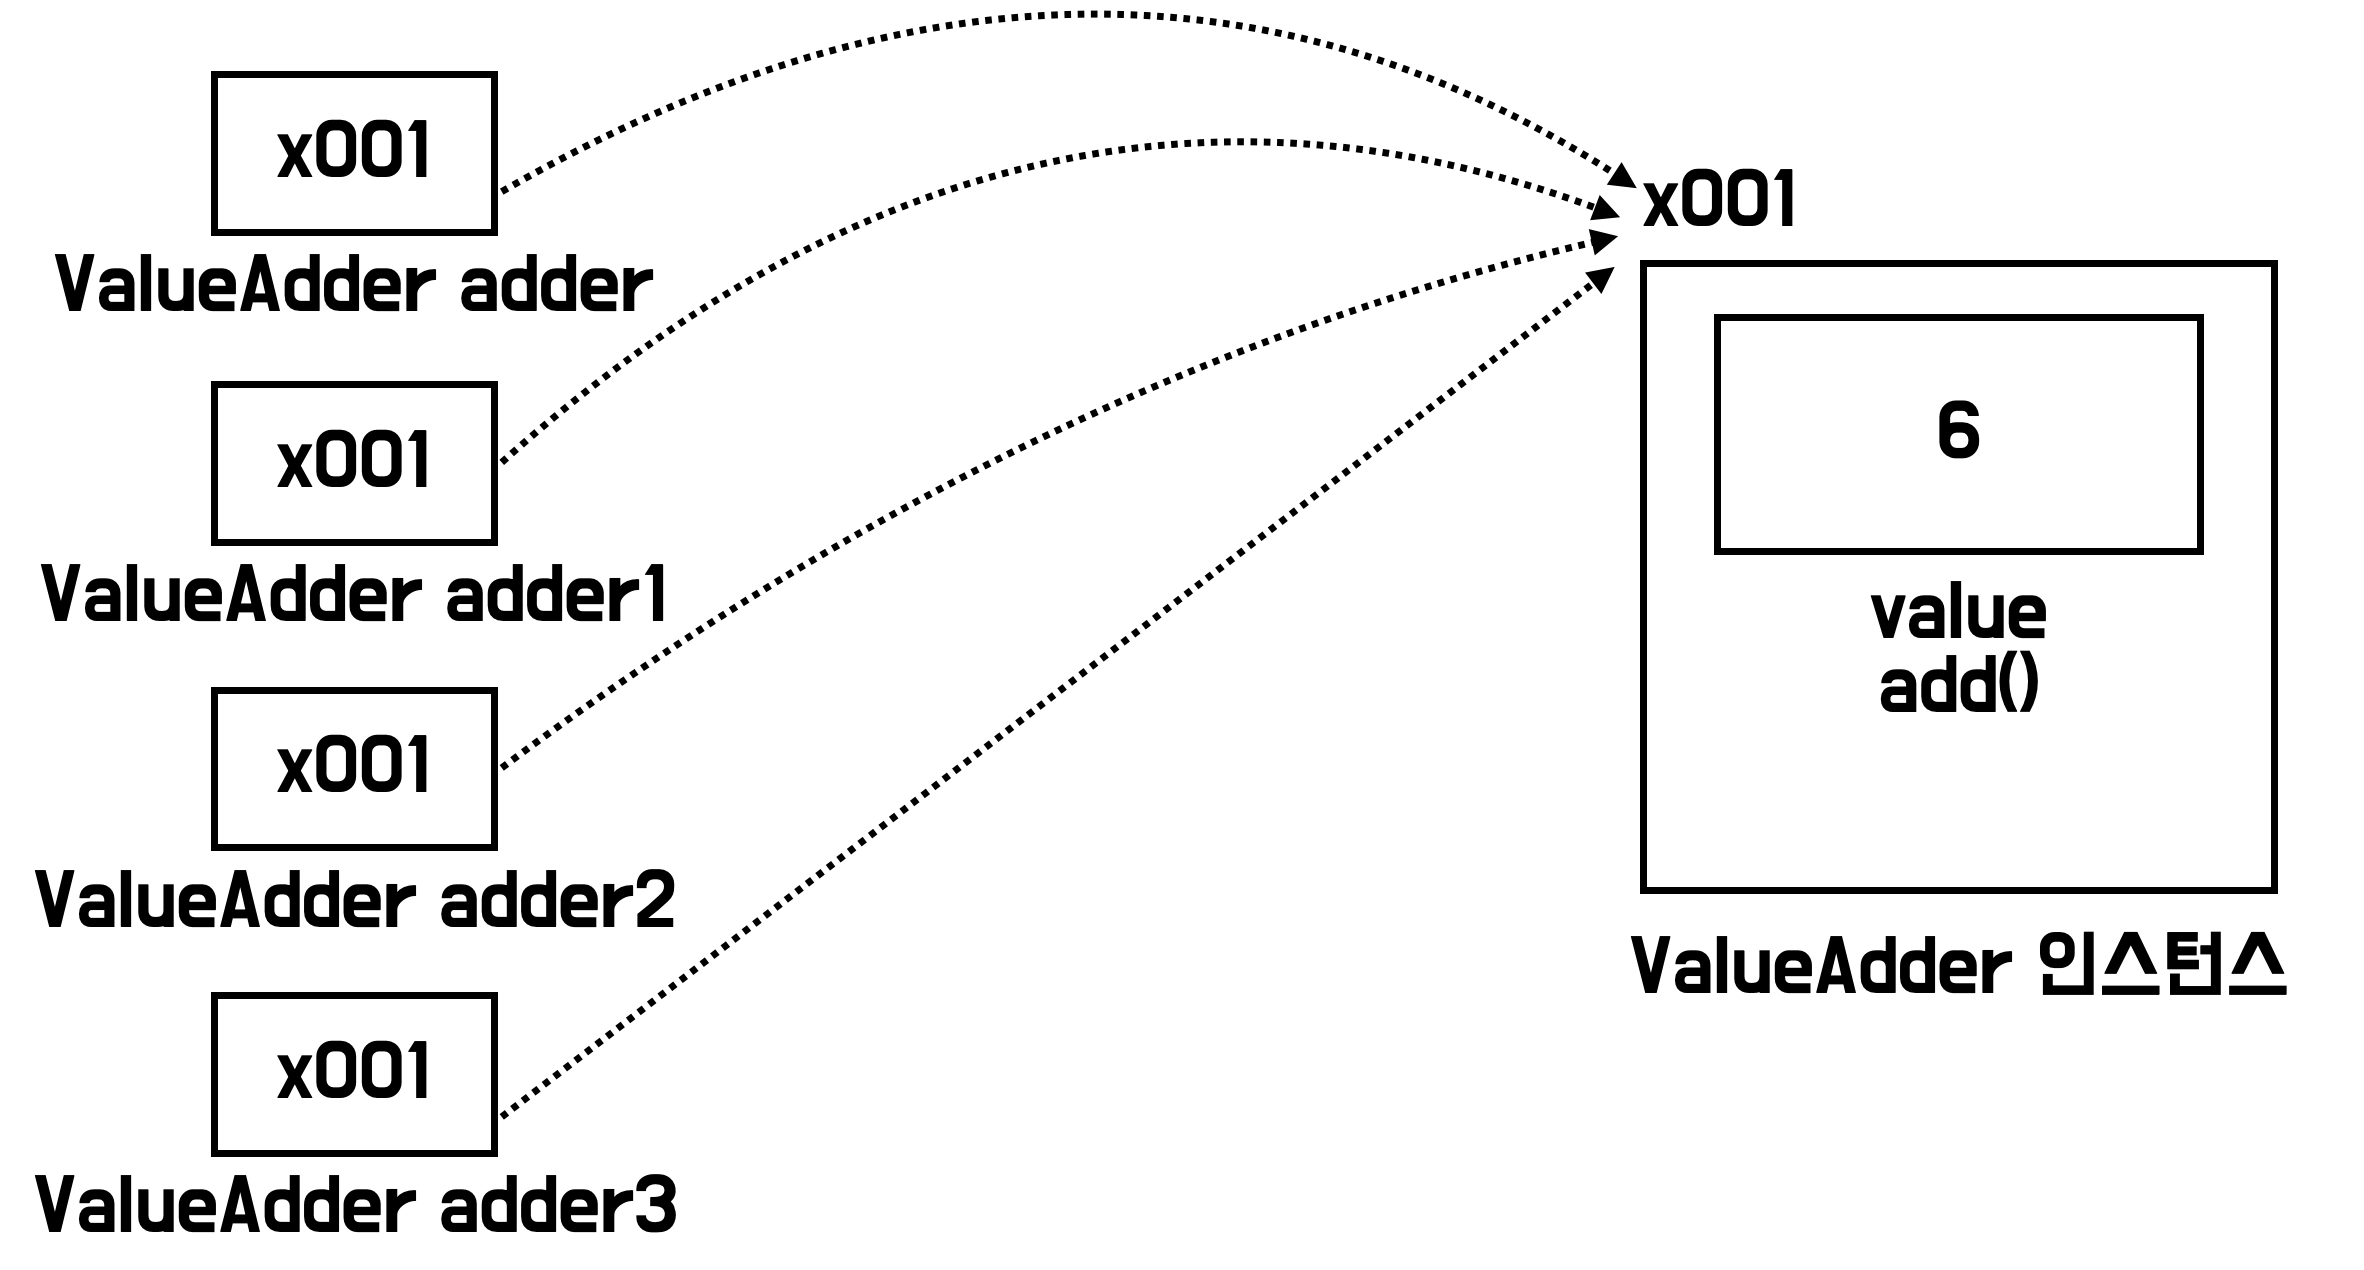 x001
ValueAdder adder
x001
ValueAdder adder1
x001
ValueAdder adder2
x001
ValueAdder adder3
x001
6
value
add()
ValueAdder 인스턴스